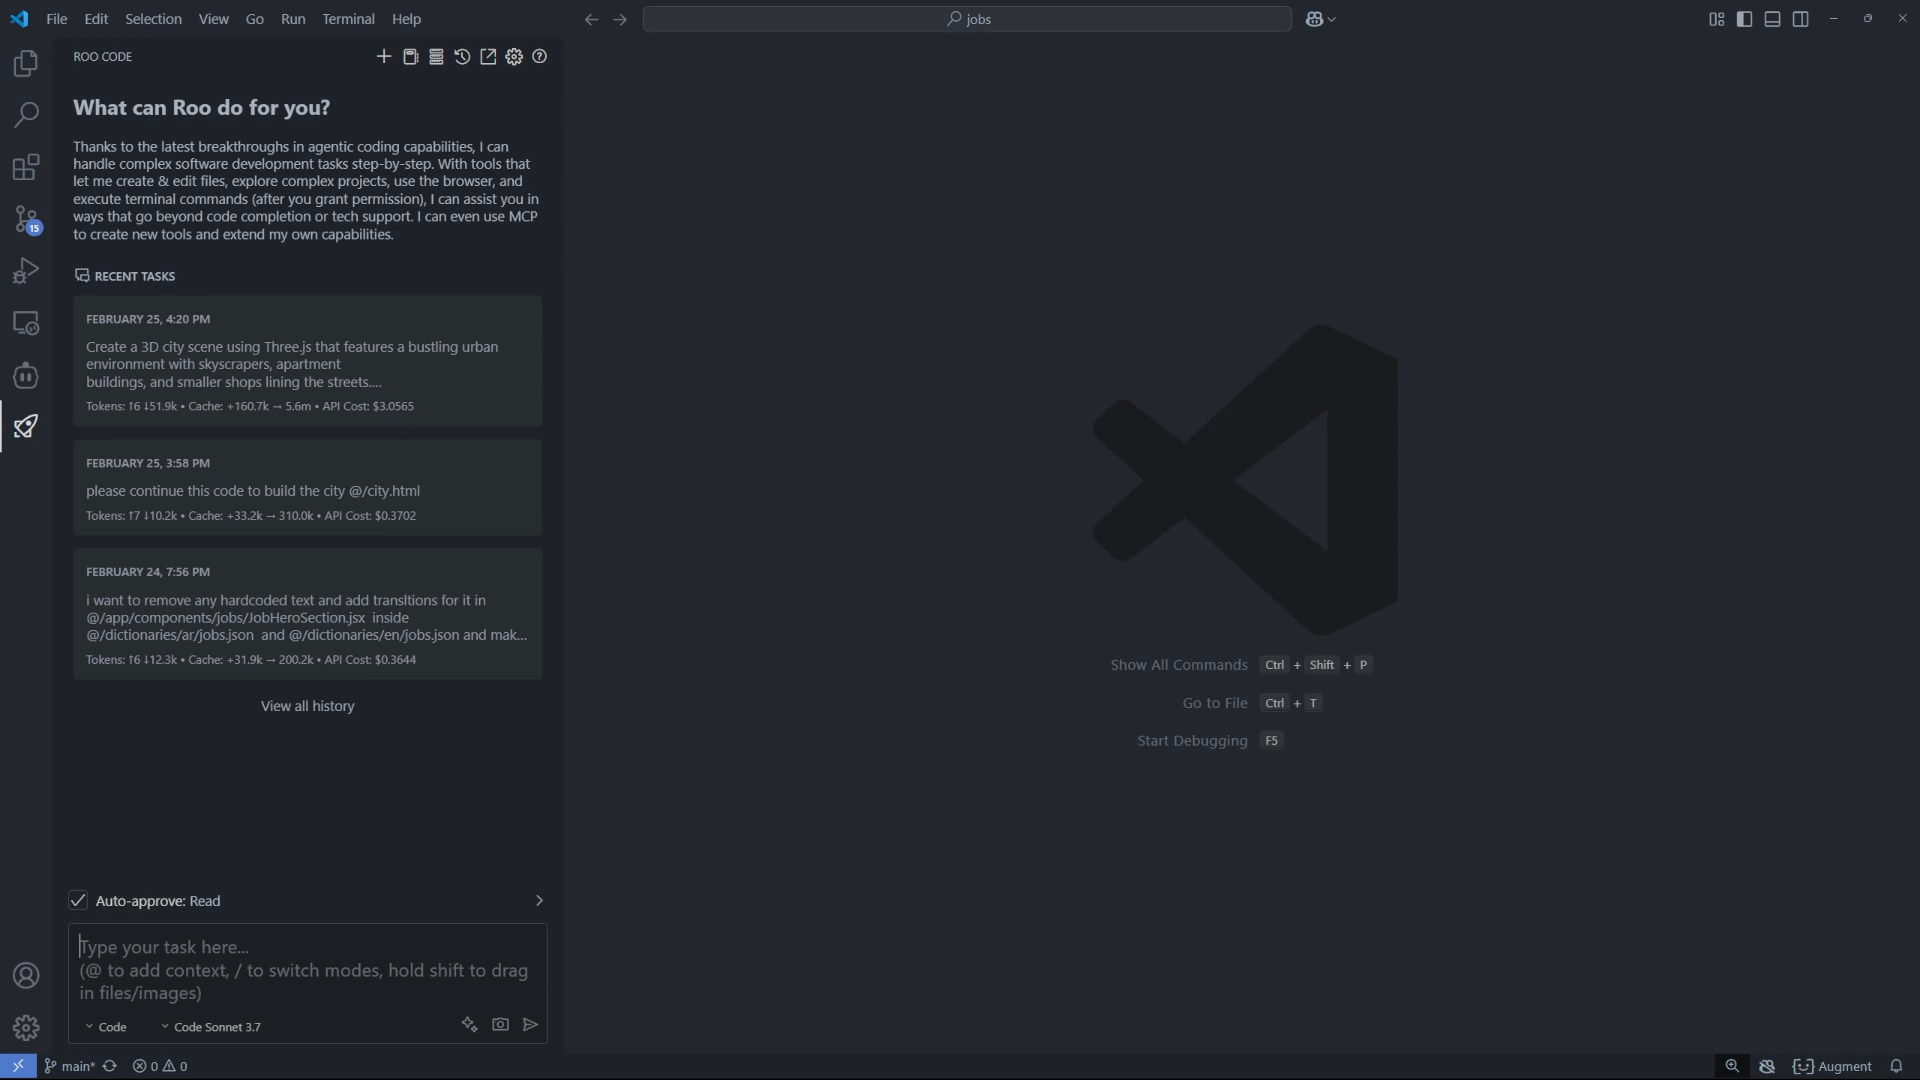 File Edit Selection View Go Run Terminal Help
jobs
ROO CODE
What can Roo do for you?
Thanks to the latest breakthroughs in agentic coding capabilities, I can
handle complex software development tasks step-by-step. With tools that
let me create & edit files, explore complex projects, use the browser, and
execute terminal commands (after you grant permission), I can assist you in
ways that go beyond code completion or tech support. I can even use MCP
to create new tools and extend my own capabilities.
15
RECENT TASKS
FEBRUARY 25, 4:20 PM
Create a 3D city scene using Three.js that features a bustling urban
environment with skyscrapers, apartment
buildings, and smaller shops lining the streets....
Tokens: ↑6 ↓51.9k • Cache: +160.7k → 5.6m • API Cost: $3.0565
FEBRUARY 25, 3:58 PM
please continue this code to build the city @/city.html
Tokens: ↑7 ↓10.2k • Cache: +33.2k → 310.0k • API Cost: $0.3702
FEBRUARY 24, 7:56 PM
i want to remove any hardcoded text and add transltions for it in
@/app/components/jobs/JobHeroSection.jsx inside
@/dictionaries/ar/jobs.json and @/dictionaries/en/jobs.json and mak...
Tokens: ↑6 ↓12.3k • Cache: +31.9k → 200.2k • API Cost: $0.3644
View all history
Show All Commands Ctrl + Shift + P
Go to File Ctrl + T
Start Debugging F5
Auto-approve: Read
Type your task here...
(@ to add context, / to switch modes, hold shift to drag
in files/images)
Code Code Sonnet 3.7
main* 0 0 Augment